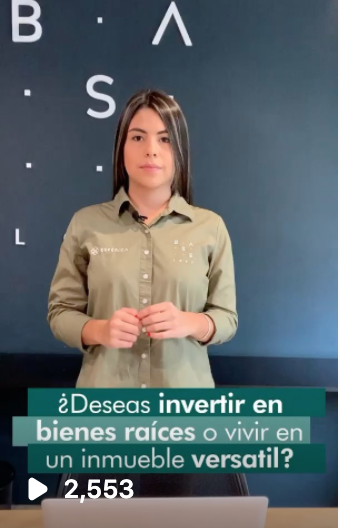 B A
S
L
¿Deseas invertir en
bienes raíces o vivir en
un inmueble versatil?
2,553